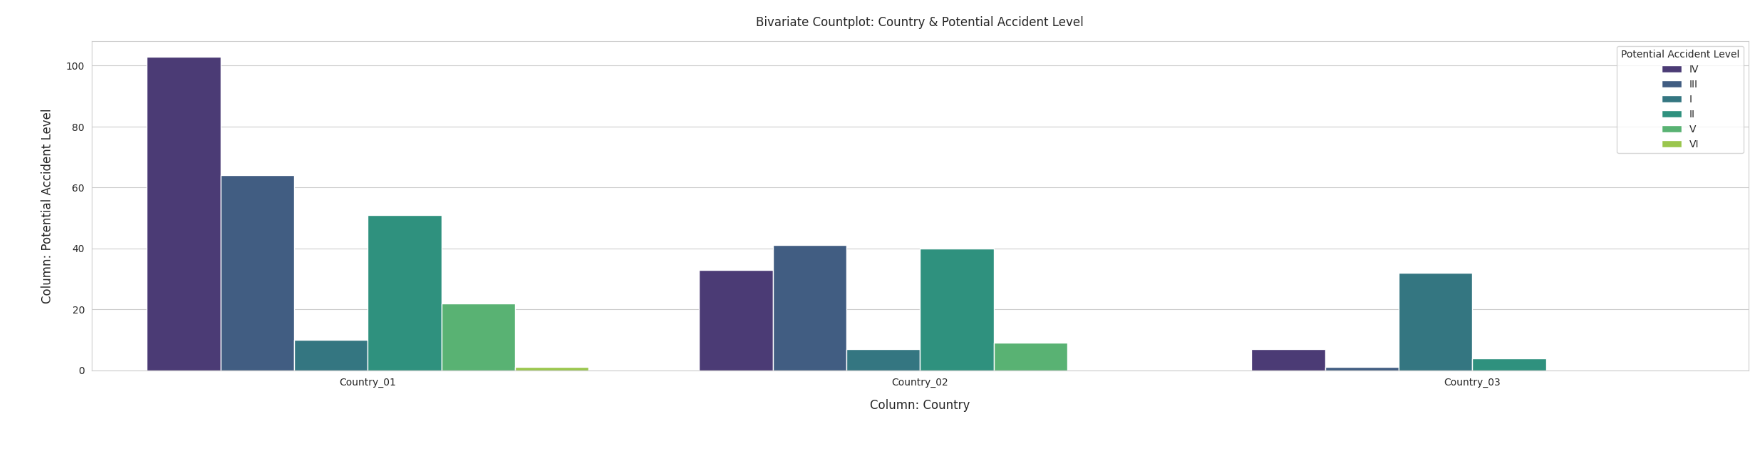 Bivariate Countplot: Country & Potential Accident Level
Column: Potential Accident Level
100
80
60
40
20
0
Potential Accident Level
IV
III
I
II
V
VI
Country_01
Country_02
Country_03
Column: Country